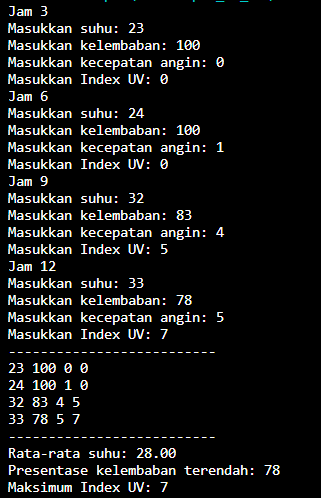 Jam 3
Masukkan suhu: 23
Masukkan kelembaban: 100
Masukkan kecepatan angin: 0
Masukkan Index UV: 0
Jam 6
Masukkan suhu: 24
Masukkan kelembaban: 100
Masukkan kecepatan angin: 1
Masukkan Index UV: 0
Jam 9
Masukkan suhu: 32
Masukkan kelembaban: 83
Masukkan kecepatan angin: 4
Masukkan Index UV: 5
Jam 12
Masukkan suhu: 33
Masukkan kelembaban: 78
Masukkan kecepatan angin: 5
Masukkan Index UV: 7
--------------------------
23 100 0 0
24 100 1 0
32 83 4 5
33 78 5 7
--------------------------
Rata-rata suhu: 28.00
Presentase kelembaban terendah: 78
Maksimum Index UV: 7